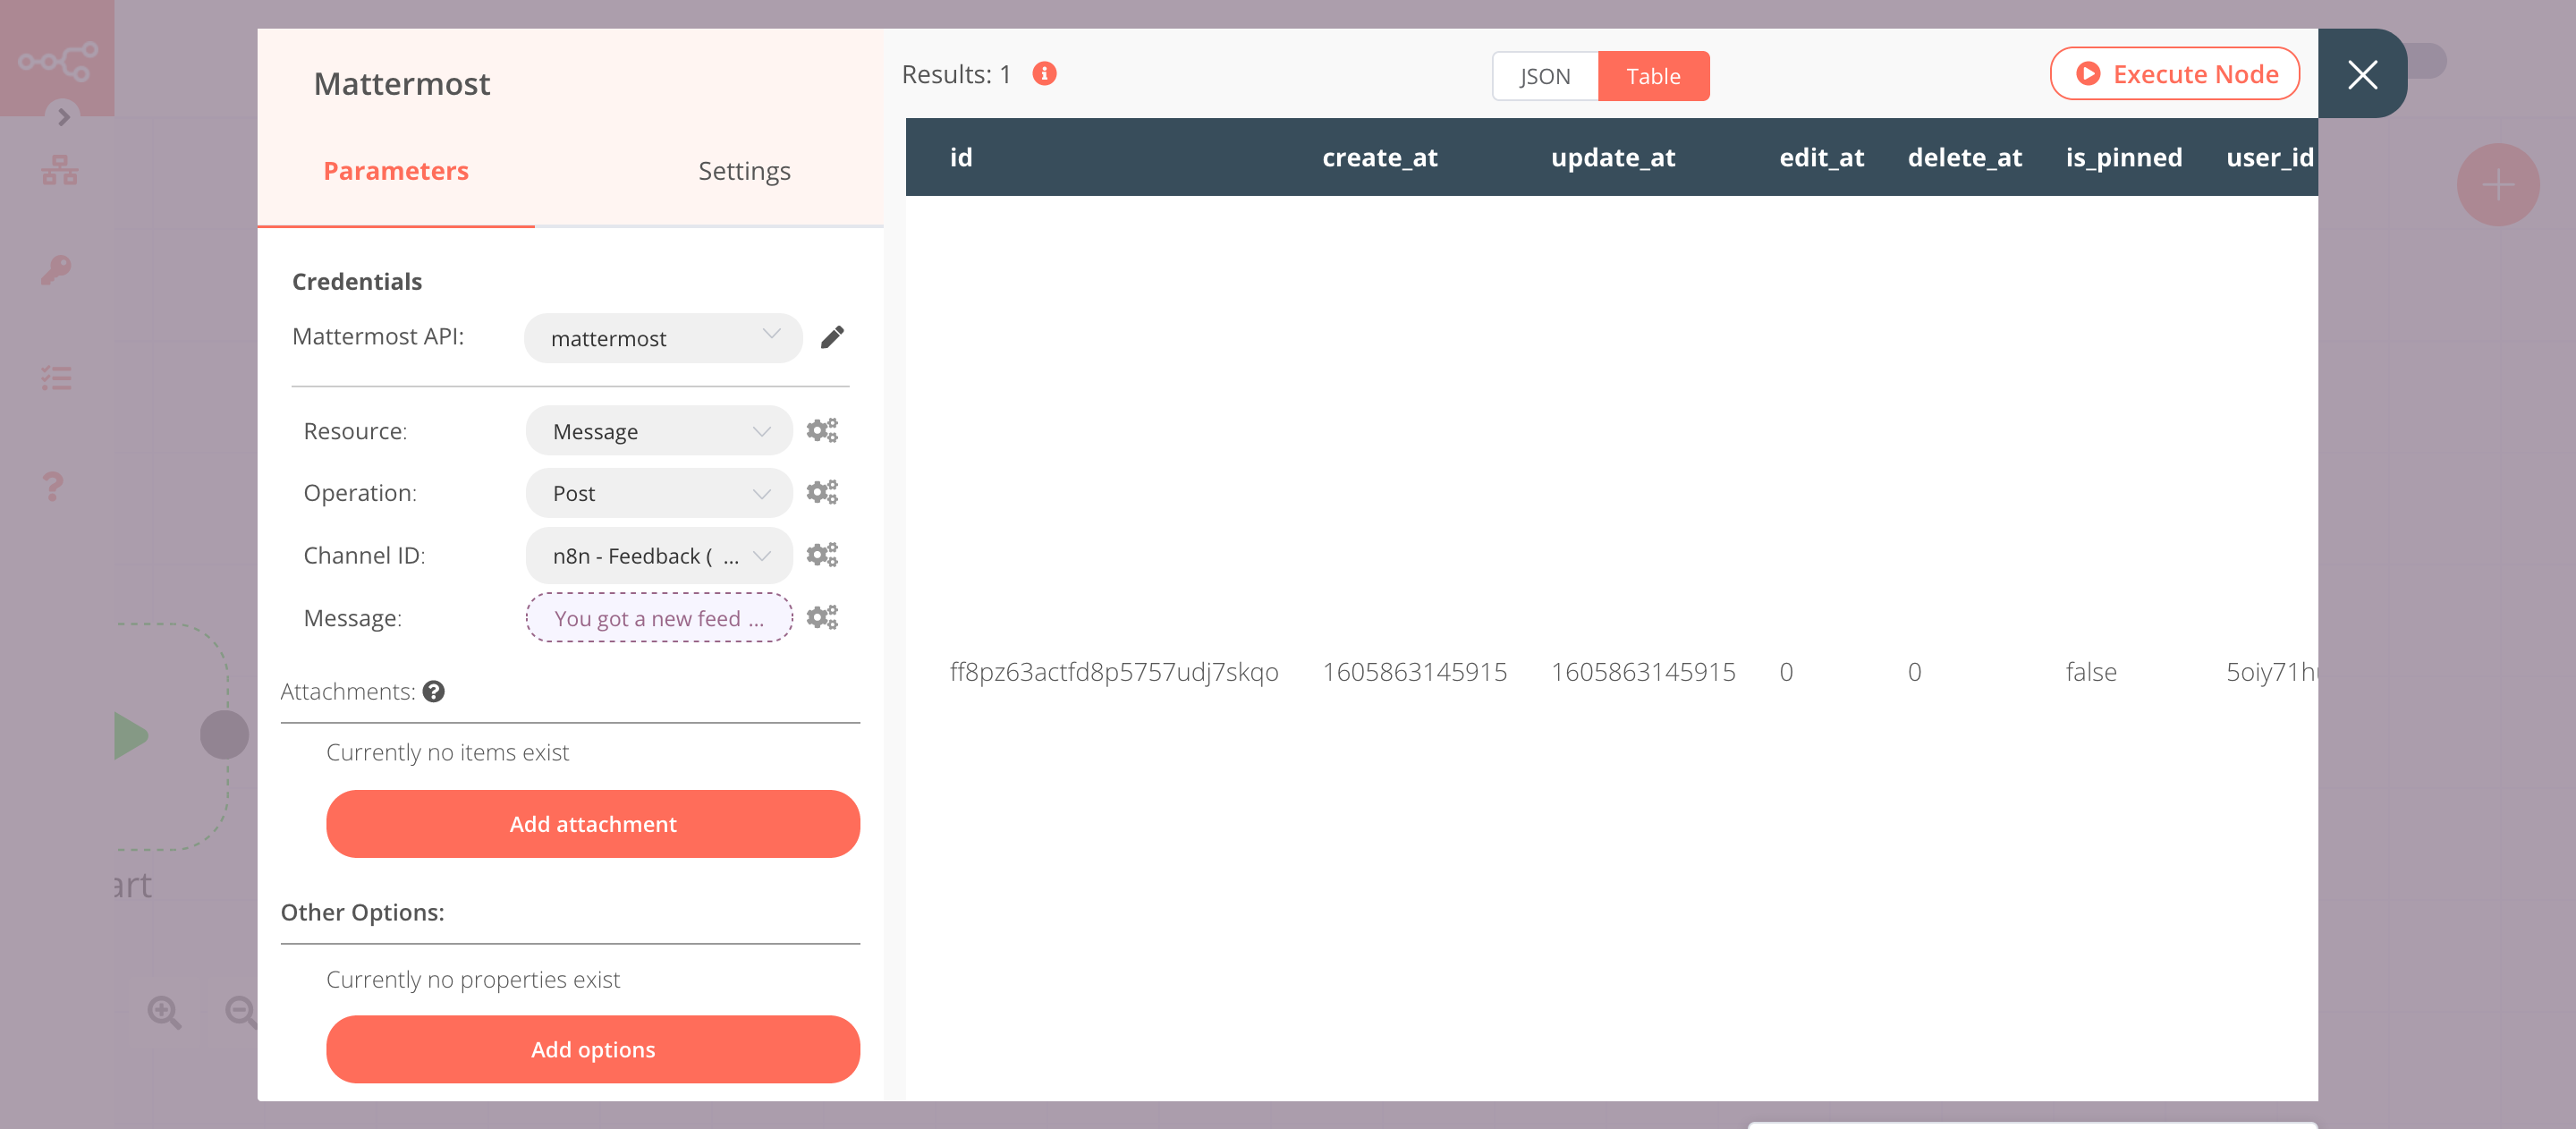 Mattermost
Parameters
Settings
Credentials
Mattermost API:
mattermost
Resource:
Message
Operation:
Post
Channel ID:
n8n - Feedback ( ...
Message:
You got a new feed ...
Attachments:
Currently no items exist
Add attachment
Other Options:
Currently no properties exist
Add options
Results: 1
JSON
Table
Execute Node
id create_at update_at edit_at delete_at is_pinned user_id
ff8pz63actfd8p5757udj7skqo 1605863145915 1605863145915 0 0 false 5oiy71h
art